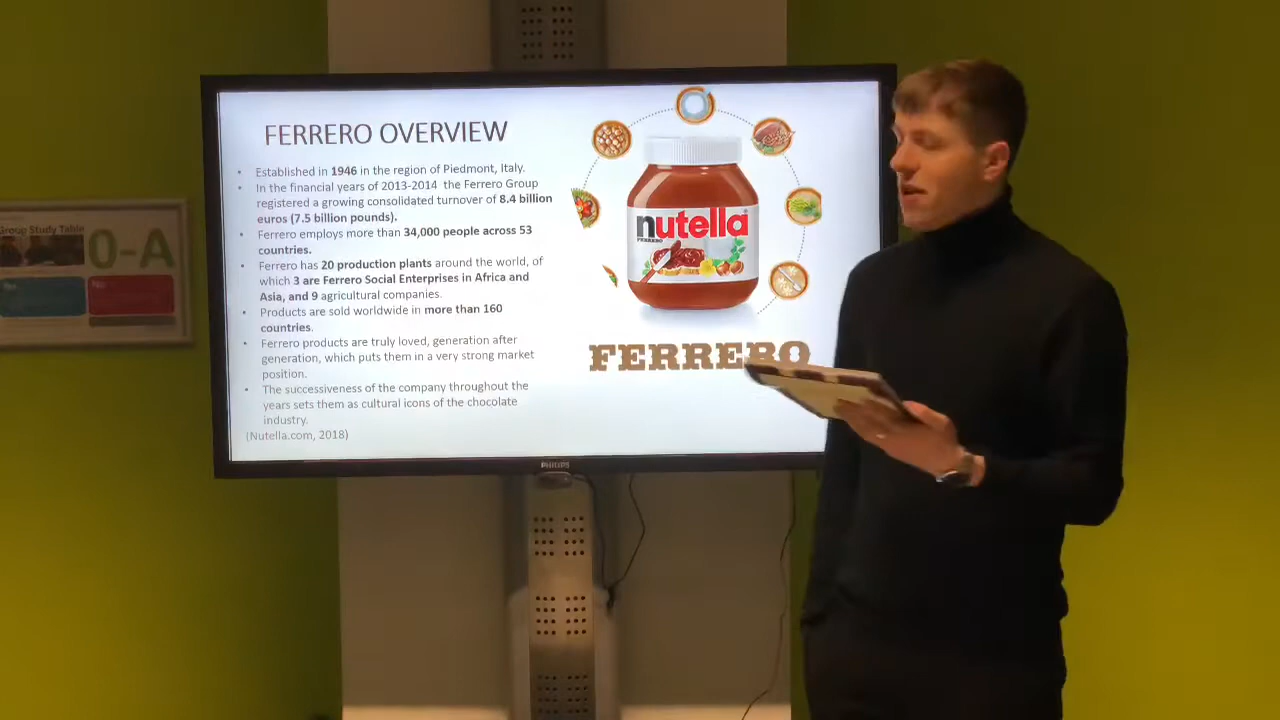 FERRERO OVERVIEW
• Established in 1946 in the region of Piedmont, Italy.
• In the financial years of 2013-2014 the Ferrero Group
registered a growing consolidated turnover of 8.4 billion
euros (7.5 billion pounds).
• Ferrero employs more than 34,000 people across 53
countries.
• Ferrero has 20 production plants around the world, of
which 3 are Ferrero Social Enterprises in Africa and
Asia, and 9 agricultural companies.
• Products are sold worldwide in more than 160
countries.
• Ferrero products are truly loved, generation after
generation, which puts them in a very strong market
position.
• The successiveness of the company throughout the
years sets them as cultural icons of the chocolate
industry.
(Nutella.com, 2018)
nutella
FERRERO
FERRERO
PHILIPS
Group Study Table
0-A
No